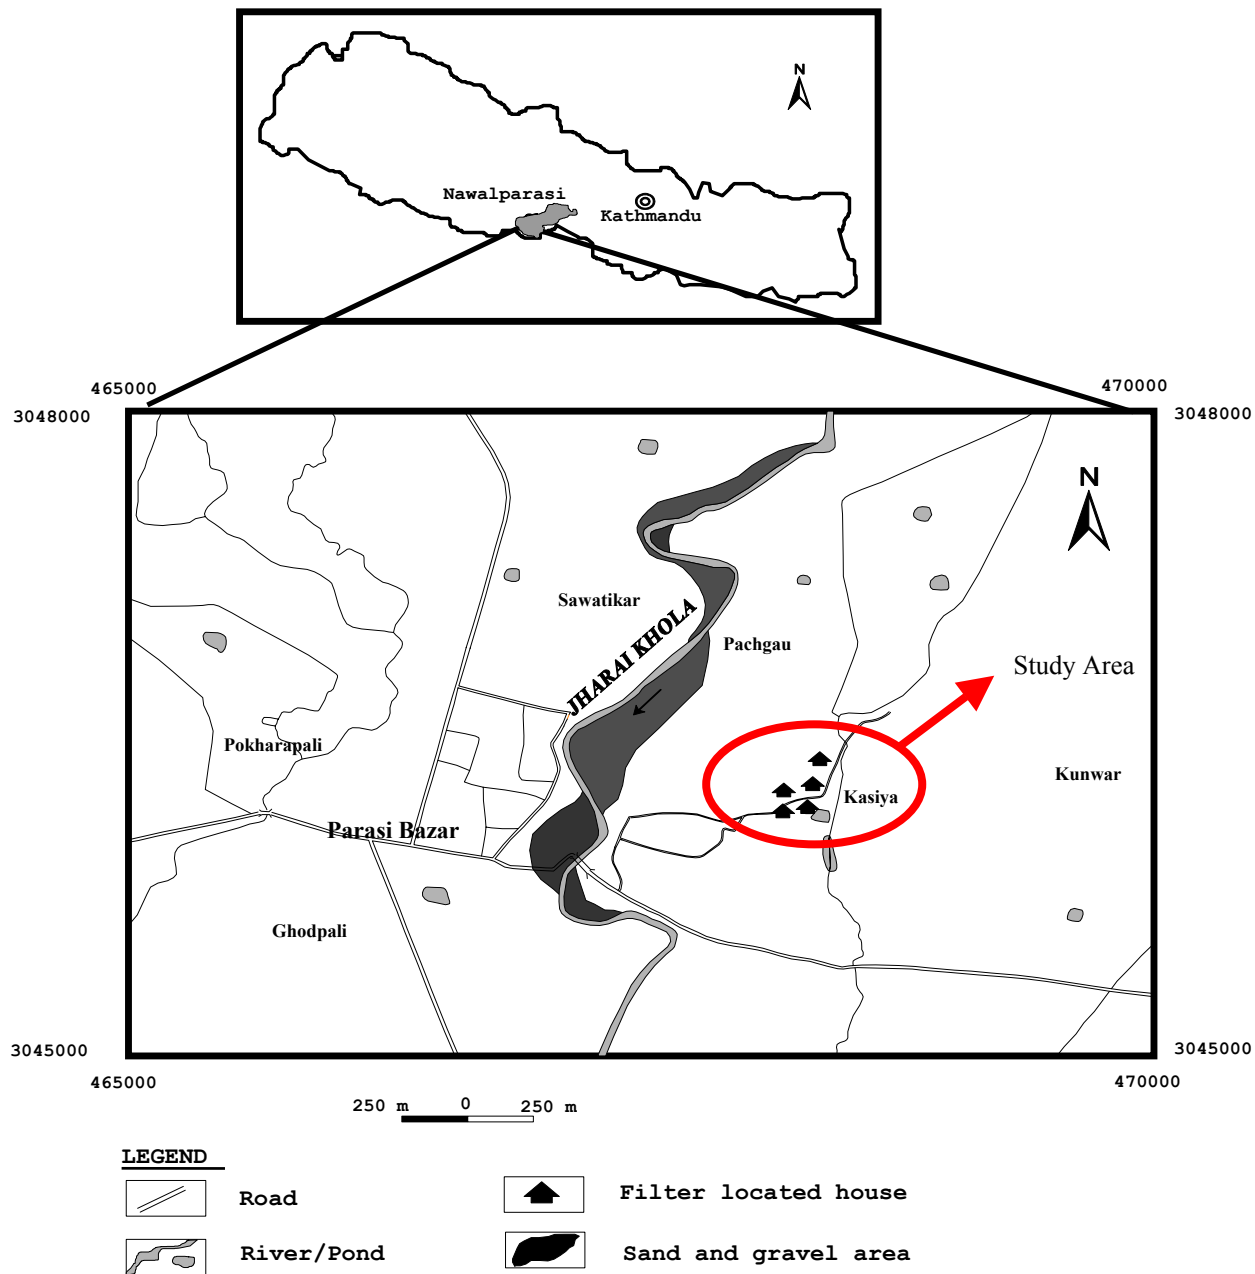 N
Nawalparasi
Kathmandu
465000
470000
3048000
3048000
N
Sawatikar
JHARAI KHOLA
Pachgau
Study Area
Pokharapali
Kunwar
Kasiya
Parasi Bazar
Ghodpali
3045000
3045000
465000
470000
250 m 0 250 m
LEGEND
Road
Filter located house
River/Pond
Sand and gravel area